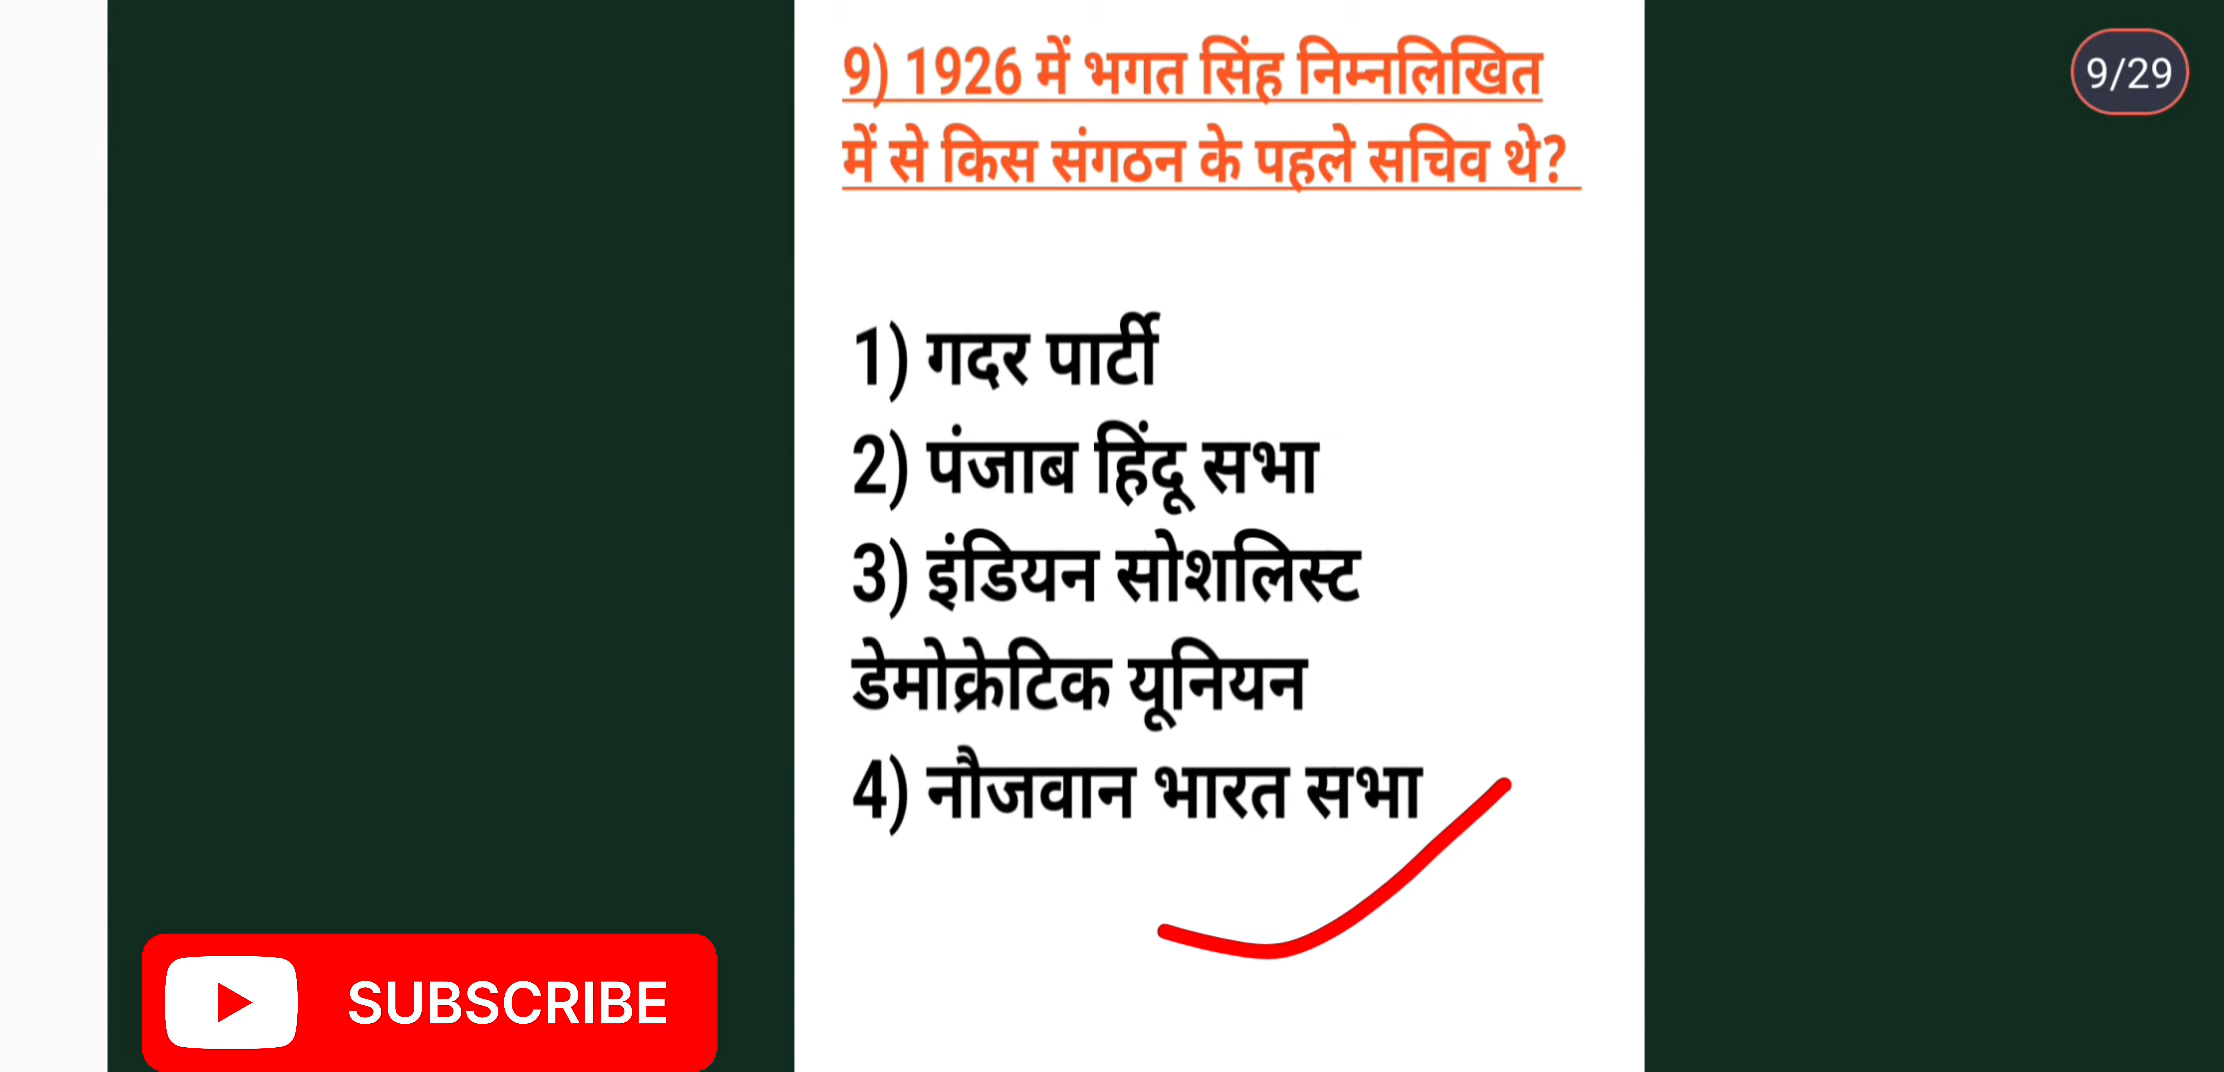 9) 1926 में भगत सिंह निम्नलिखित
में से किस संगठन के पहले सचिव थे?
9/29
1) गदर पार्टी
2) पंजाब हिंदू सभा
3) इंडियन सोशलिस्ट
डेमोक्रेटिक यूनियन
4) नौजवान भारत सभा
SUBSCRIBE